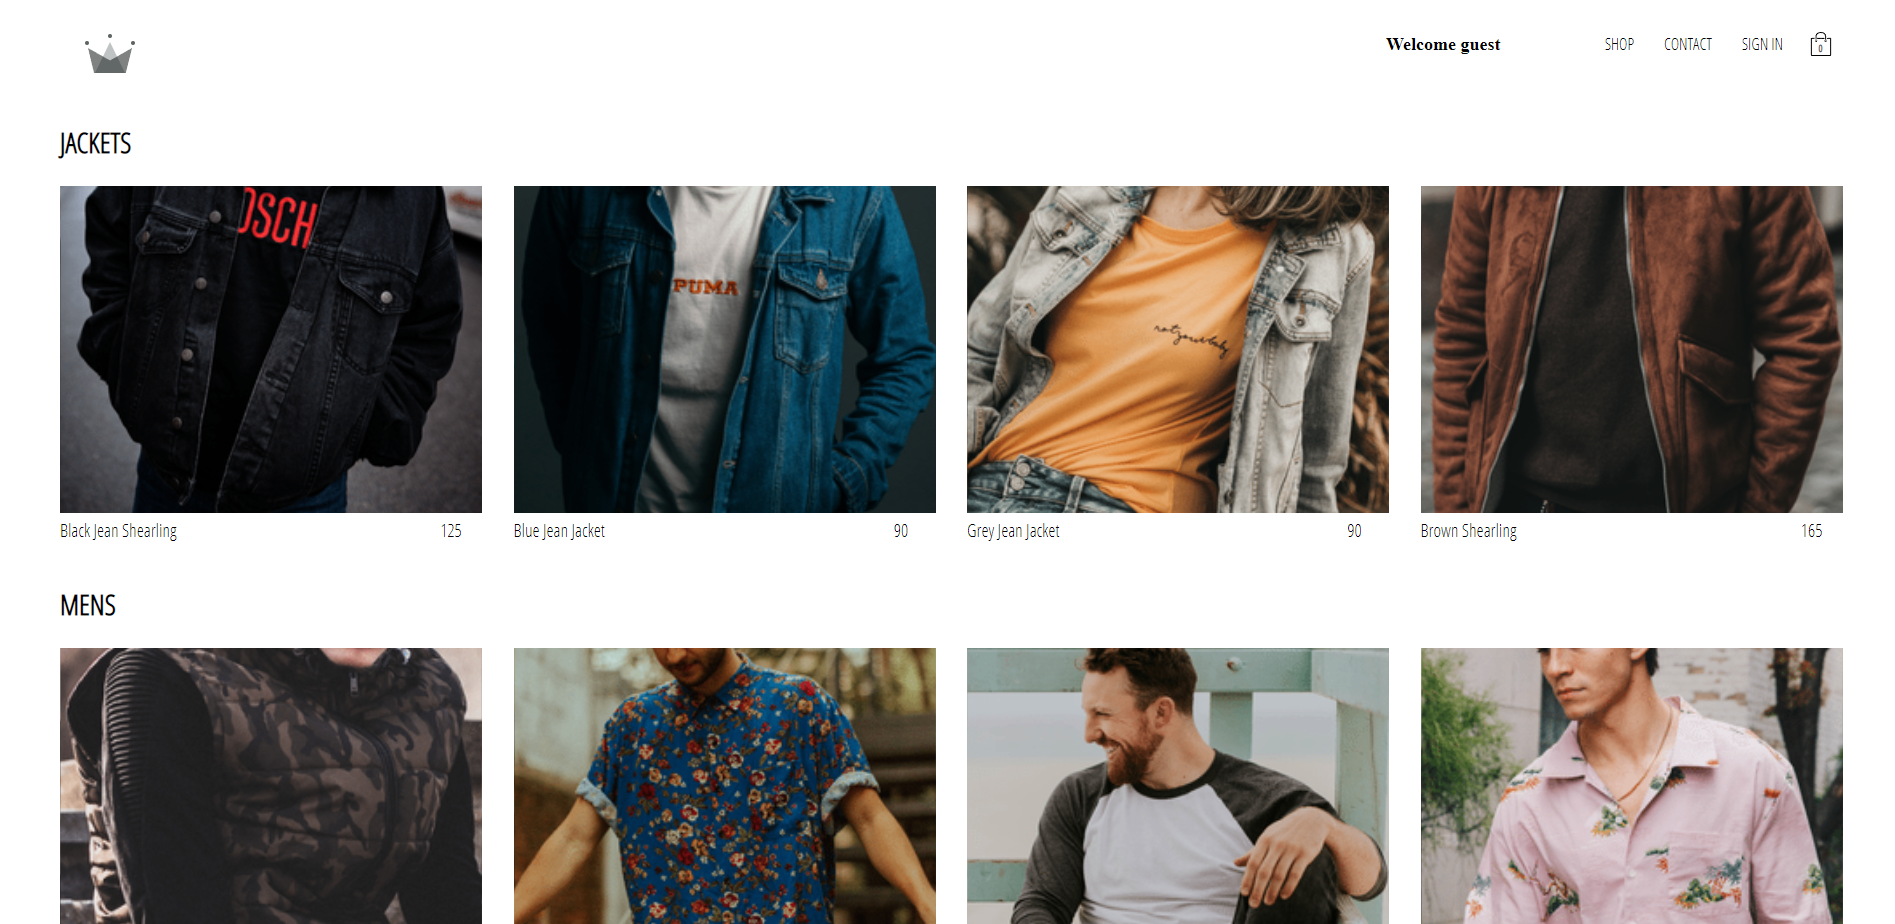 Welcome guest
SHOP
CONTACT
SIGN IN
0
JACKETS
OSCH
PUMA
notyourbaby
Black Jean Shearling
125
Blue Jean Jacket
90
Grey Jean Jacket
90
Brown Shearling
165
MENS